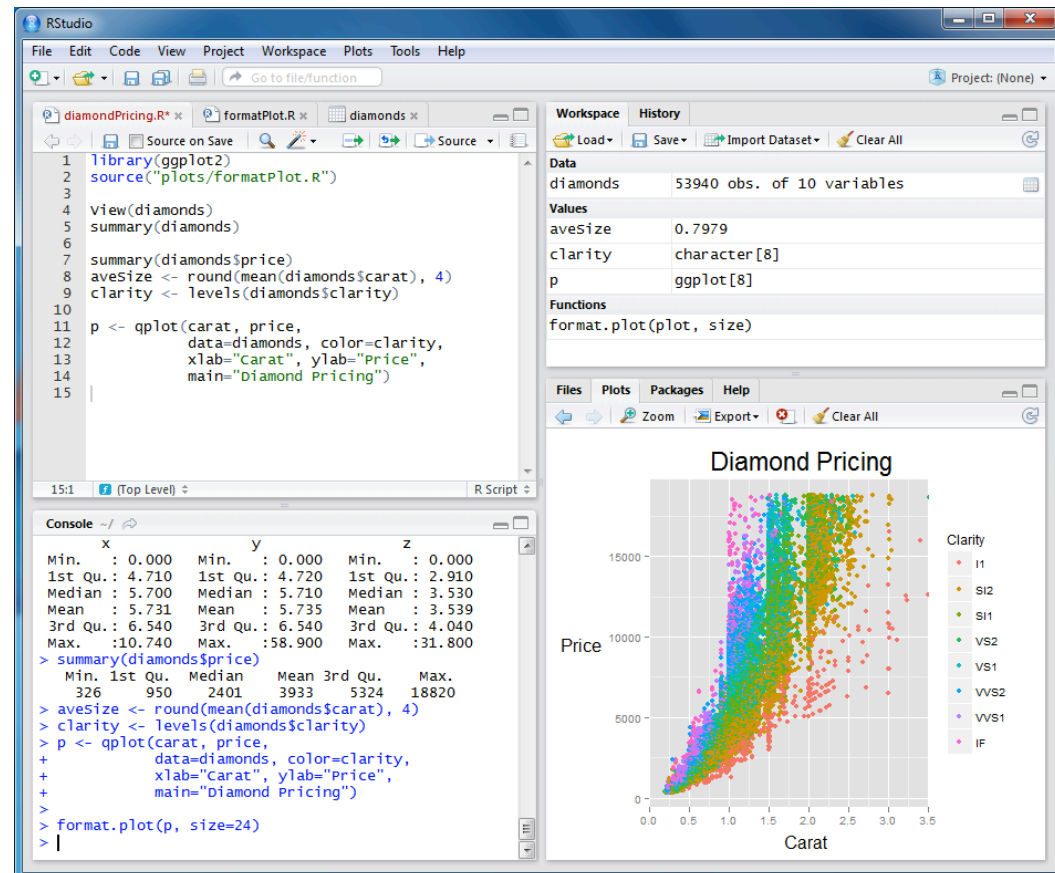 RStudio
File Edit Code View Project Workspace Plots Tools Help
Go to file/function
Project: (None)
diamondPricing.R* formatPlot.R diamonds
Source on Save Source
1 library(ggplot2)
2 source("plots/formatPlot.R")
3
4 View(diamonds)
5 summary(diamonds)
6
7 summary(diamonds$price)
8 aveSize <- round(mean(diamonds$carat), 4)
9 clarity <- levels(diamonds$clarity)
10
11 p <- qplot(carat, price,
12 data=diamonds, color=clarity,
13 xlab="Carat", ylab="Price",
14 main="Diamond Pricing")
15
15:1 (Top Level) R Script
Console ~/
x y z
Min. : 0.000 Min. : 0.000 Min. : 0.000
1st Qu.: 4.710 1st Qu.: 4.720 1st Qu.: 2.910
Median : 5.700 Median : 5.710 Median : 3.530
Mean : 5.731 Mean : 5.735 Mean : 3.539
3rd Qu.: 6.540 3rd Qu.: 6.540 3rd Qu.: 4.040
Max. :10.740 Max. :58.900 Max. :31.800
> summary(diamonds$price)
Min. 1st Qu. Median Mean 3rd Qu. Max.
326 950 2401 3933 5324 18820
> aveSize <- round(mean(diamonds$carat), 4)
> clarity <- levels(diamonds$clarity)
> p <- qplot(carat, price,
+ data=diamonds, color=clarity,
+ xlab="Carat", ylab="Price",
+ main="Diamond Pricing")
>
> format.plot(p, size=24)
>
Workspace History
Load Save Import Dataset Clear All
Data
diamonds 53940 obs. of 10 variables
Values
aveSize 0.7979
clarity character[8]
p ggplot[8]
Functions
format.plot(plot, size)
Files Plots Packages Help
Zoom Export Clear All
Diamond Pricing
Price
15000
10000
5000
0
0.0 0.5 1.0 1.5 2.0 2.5 3.0 3.5
Carat
Clarity
I1
SI2
SI1
VS2
VS1
VVS2
VVS1
IF